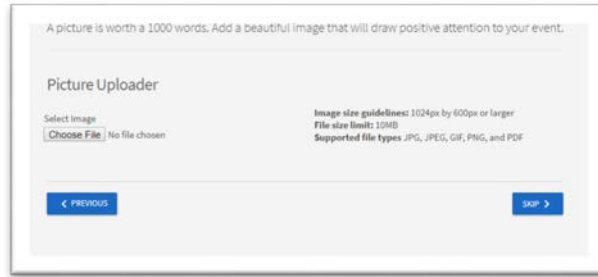 A picture is worth a 1000 words. Add a beautiful image that will draw positive attention to your event.
Picture Uploader
Select Image
Choose File No file chosen
Image size guidelines: 1024px by 600px or larger
File size limit: 10MB
Supported file types JPG, JPEG, GIF, PNG, and PDF
PREVIOUS
SKIP